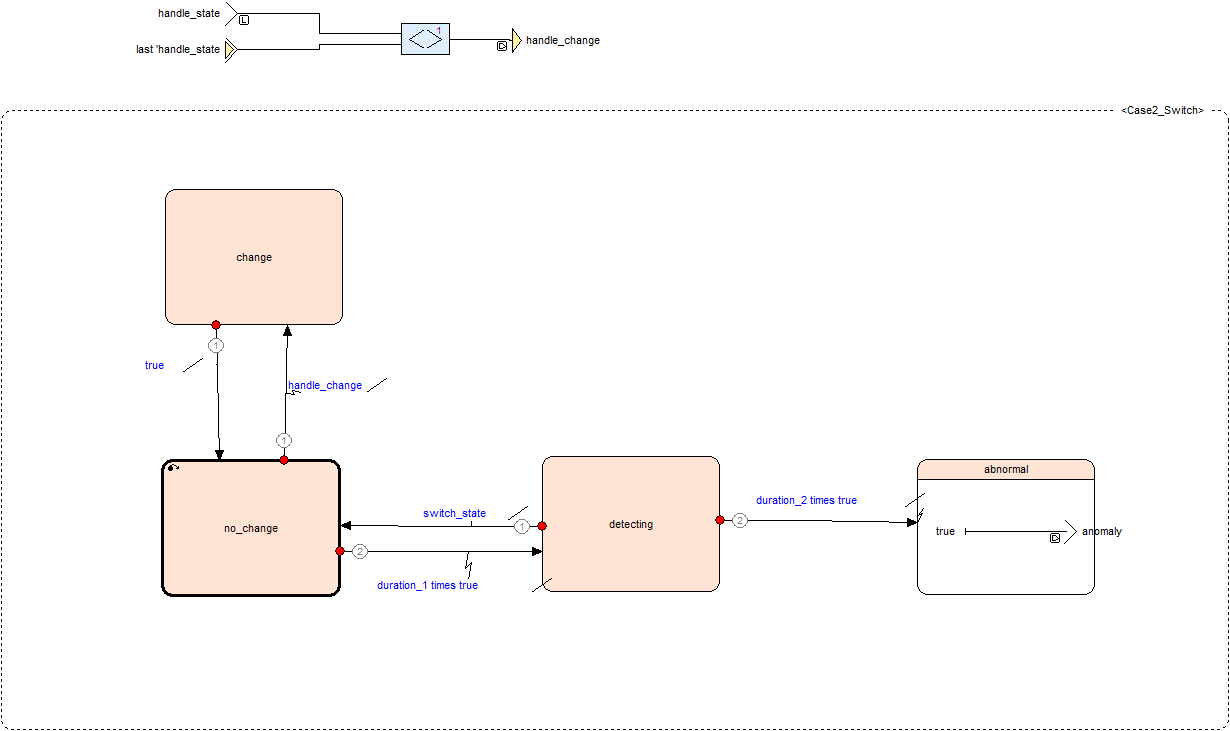 handle_state
L
last 'handle_state
1
D
handle_change
<Case2_Switch>
change
1
true
handle_change
1
no_change
switch_state
1
2
duration_1 times true
detecting
2
duration_2 times true
abnormal
true
D
anomaly